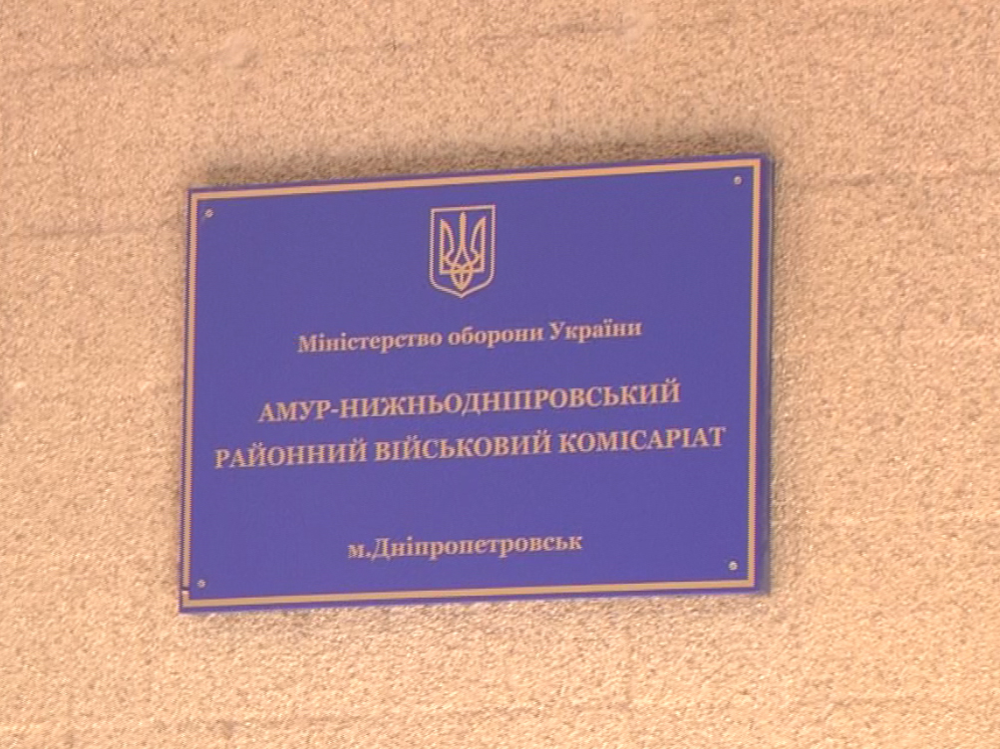 Міністерство оборони України
АМУР-НИЖНЬОДНІПРОВСЬКИЙ
РАЙОННИЙ ВІЙСЬКОВИЙ КОМІСАРІАТ
м.Дніпропетровськ